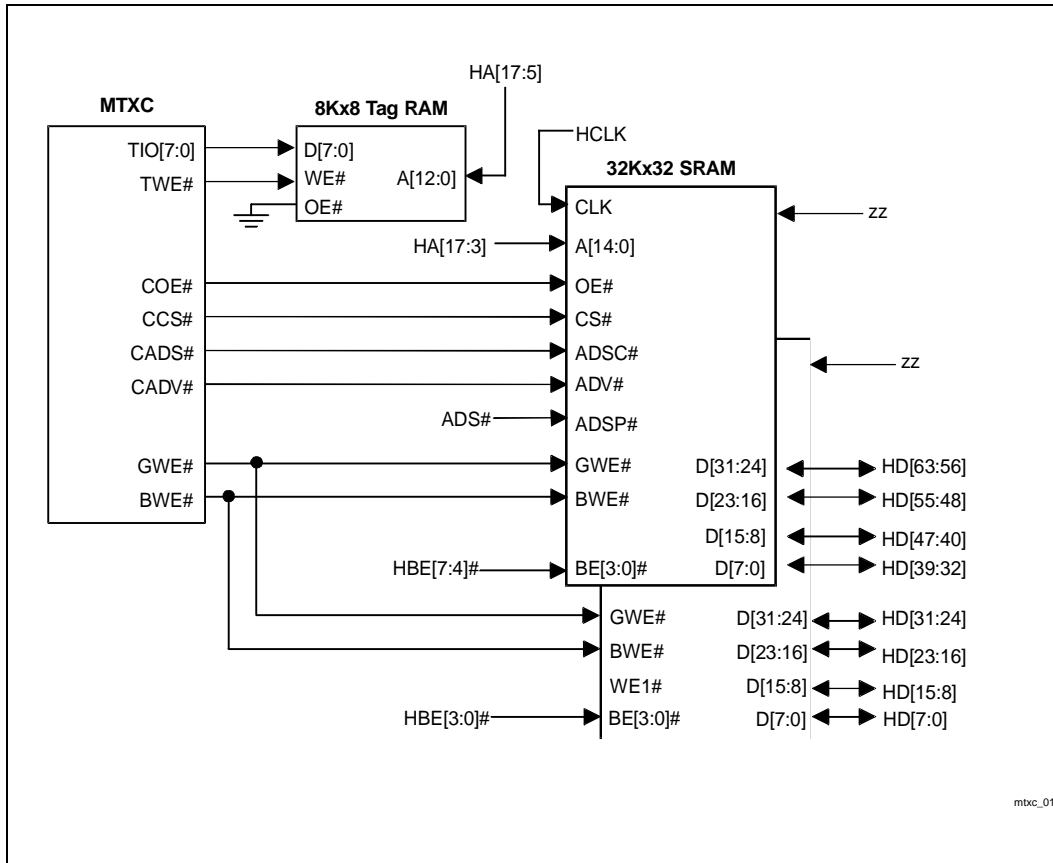 HA[17:5]
MTXC
8Kx8 Tag RAM
HCLK
TIO[7:0]
D[7:0]
TWE#
WE#
A[12:0]
OE#
32Kx32 SRAM
CLK
zz
HA[17:3]
A[14:0]
COE#
OE#
CCS#
CS#
CADS#
ADSC#
zz
CADV#
ADV#
ADS#
ADSP#
GWE#
GWE#
D[31:24]
HD[63:56]
BWE#
BWE#
D[23:16]
HD[55:48]
D[15:8]
HD[47:40]
HBE[7:4]#
BE[3:0]#
D[7:0]
HD[39:32]
GWE#
D[31:24]
HD[31:24]
BWE#
D[23:16]
HD[23:16]
WE1#
D[15:8]
HD[15:8]
HBE[3:0]#
BE[3:0]#
D[7:0]
HD[7:0]
mtxc_01